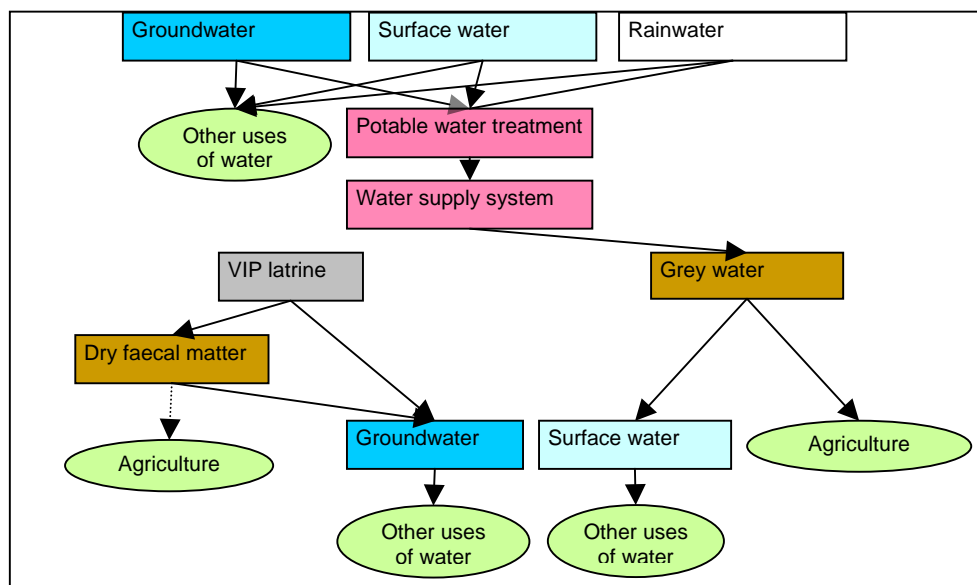 Groundwater
Surface water
Rainwater
Other uses
of water
Potable water treatment
Water supply system
VIP latrine
Grey water
Dry faecal matter
Agriculture
Groundwater
Surface water
Agriculture
Other uses
of water
Other uses
of water